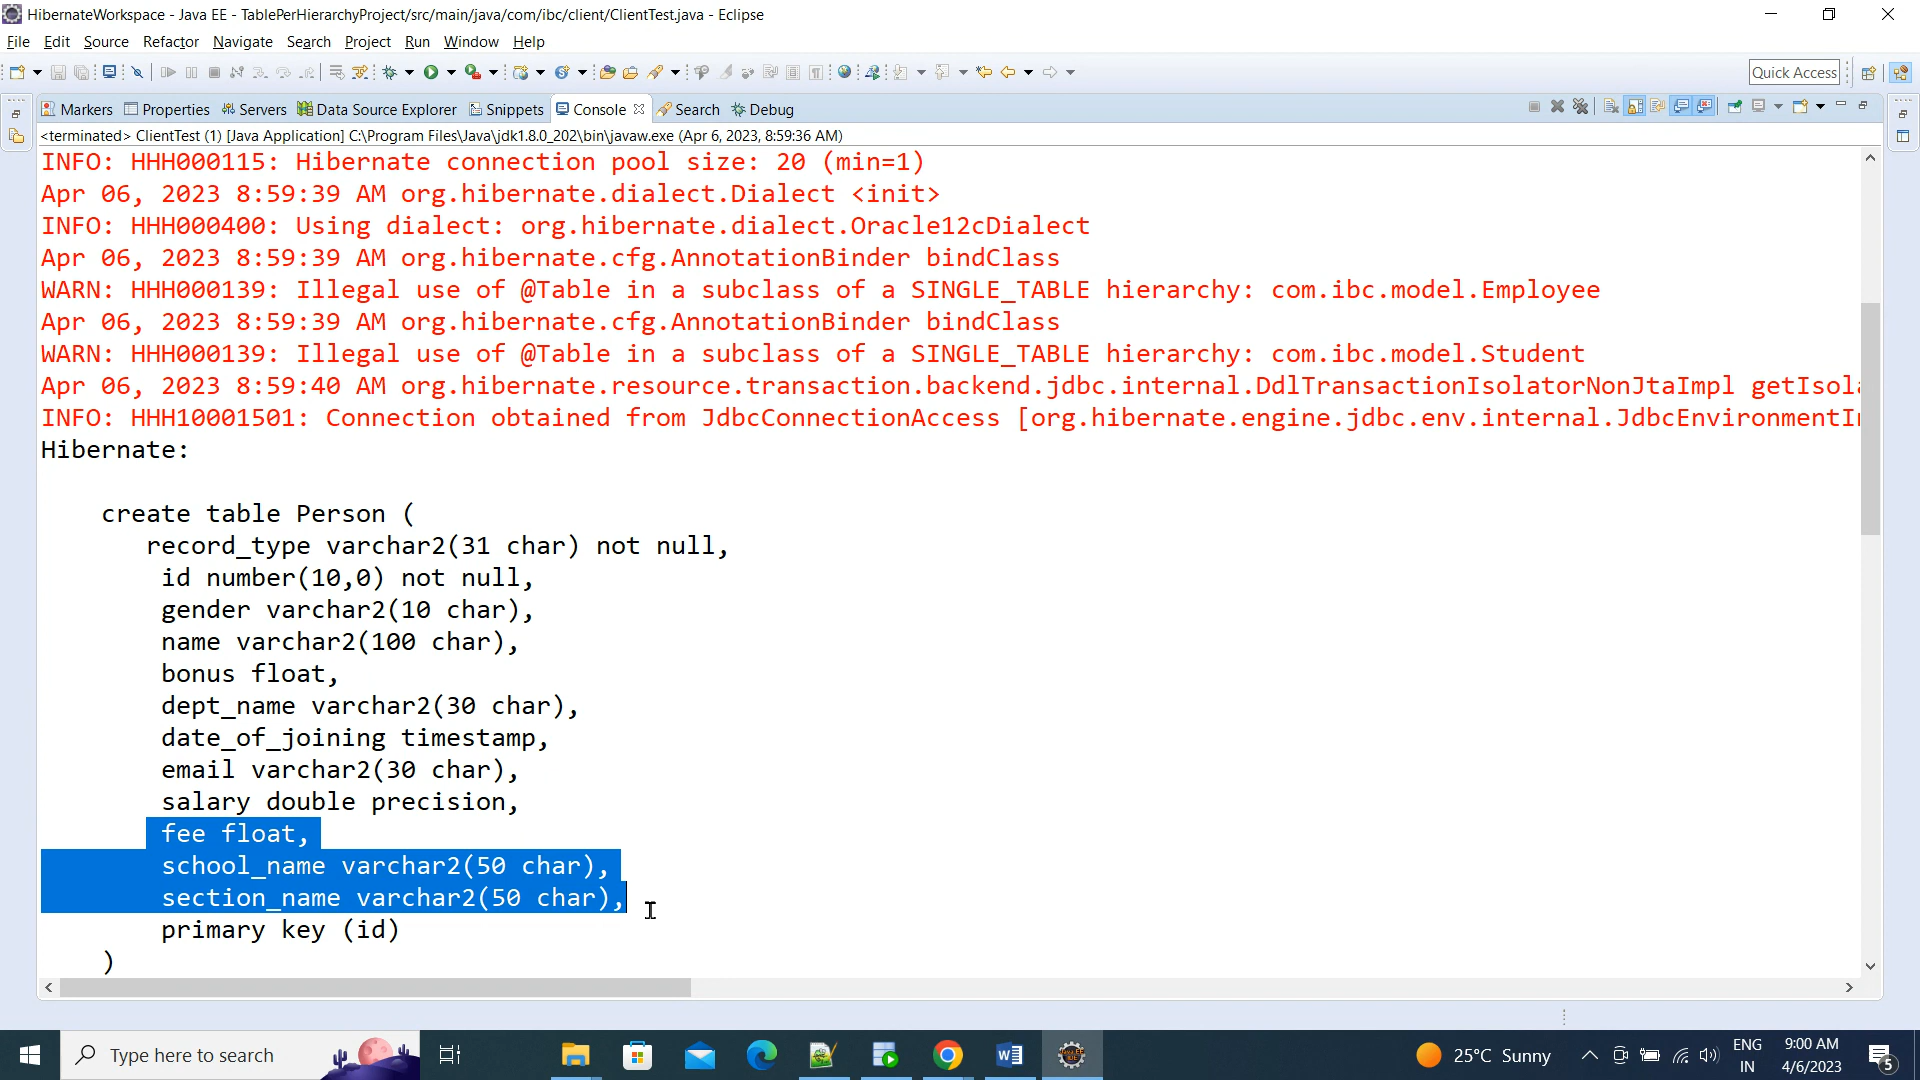 HibernateWorkspace - Java EE - TablePerHierarchyProject/src/main/java/com/ibc/client/ClientTest.java - Eclipse
File Edit Source Refactor Navigate Search Project Run Window Help
Quick Access
Markers Properties Servers Data Source Explorer Snippets Console Search Debug
<terminated> ClientTest (1) [Java Application] C:\Program Files\Java\jdk1.8.0_202\bin\javaw.exe (Apr 6, 2023, 8:59:36 AM)
INFO: HHH000115: Hibernate connection pool size: 20 (min=1)
Apr 06, 2023 8:59:39 AM org.hibernate.dialect.Dialect <init>
INFO: HHH000400: Using dialect: org.hibernate.dialect.Oracle12cDialect
Apr 06, 2023 8:59:39 AM org.hibernate.cfg.AnnotationBinder bindClass
WARN: HHH000139: Illegal use of @Table in a subclass of a SINGLE_TABLE hierarchy: com.ibc.model.Employee
Apr 06, 2023 8:59:39 AM org.hibernate.cfg.AnnotationBinder bindClass
WARN: HHH000139: Illegal use of @Table in a subclass of a SINGLE_TABLE hierarchy: com.ibc.model.Student
Apr 06, 2023 8:59:40 AM org.hibernate.resource.transaction.backend.jdbc.internal.DdlTransactionIsolatorNonJtaImpl getIsola
INFO: HHH10001501: Connection obtained from JdbcConnectionAccess [org.hibernate.engine.jdbc.env.internal.JdbcEnvironmentI
Hibernate:
create table Person (
record_type varchar2(31 char) not null,
id number(10,0) not null,
gender varchar2(10 char),
name varchar2(100 char),
bonus float,
dept_name varchar2(30 char),
date_of_joining timestamp,
email varchar2(30 char),
salary double precision,
fee float,
school_name varchar2(50 char),
section_name varchar2(50 char),
primary key (id)
)
Type here to search
25°C Sunny
ENG
IN
9:00 AM
4/6/2023
5